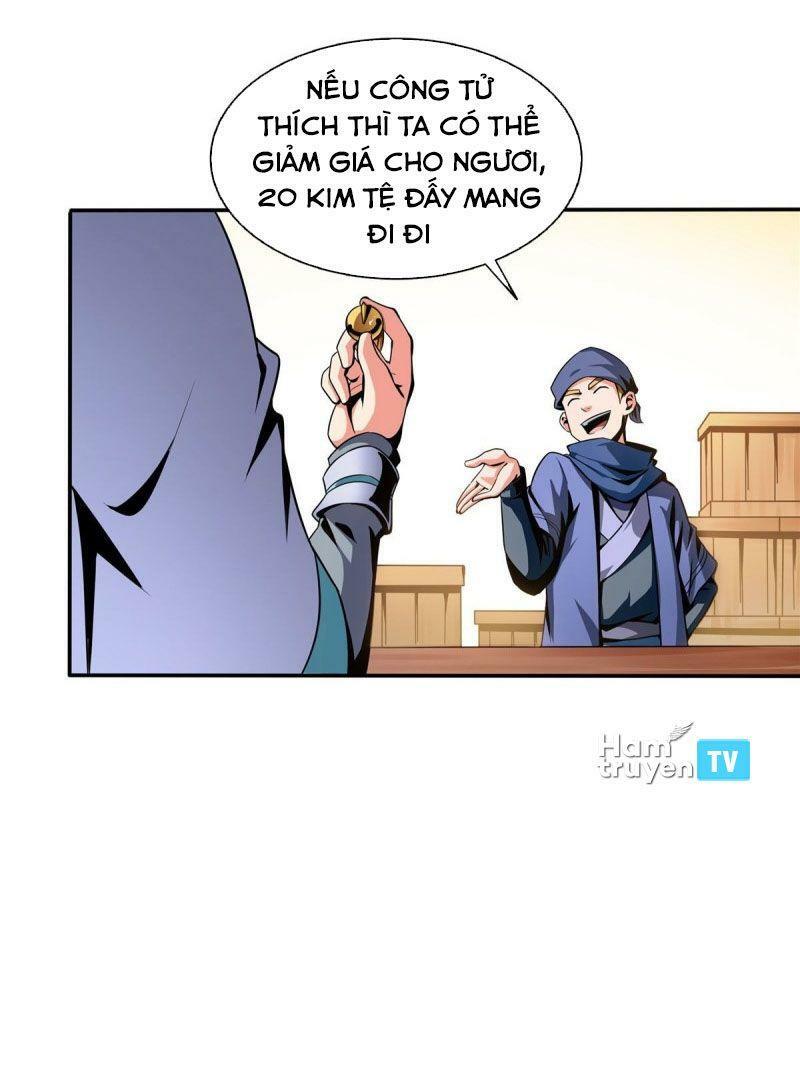 NẾU CÔNG TỬ
THÍCH THÌ TA CÓ THỂ
GIẢM GIÁ CHO NGƯƠI,
20 KIM TỆ ĐẤY MANG
ĐI ĐI
Ham
truyen TV